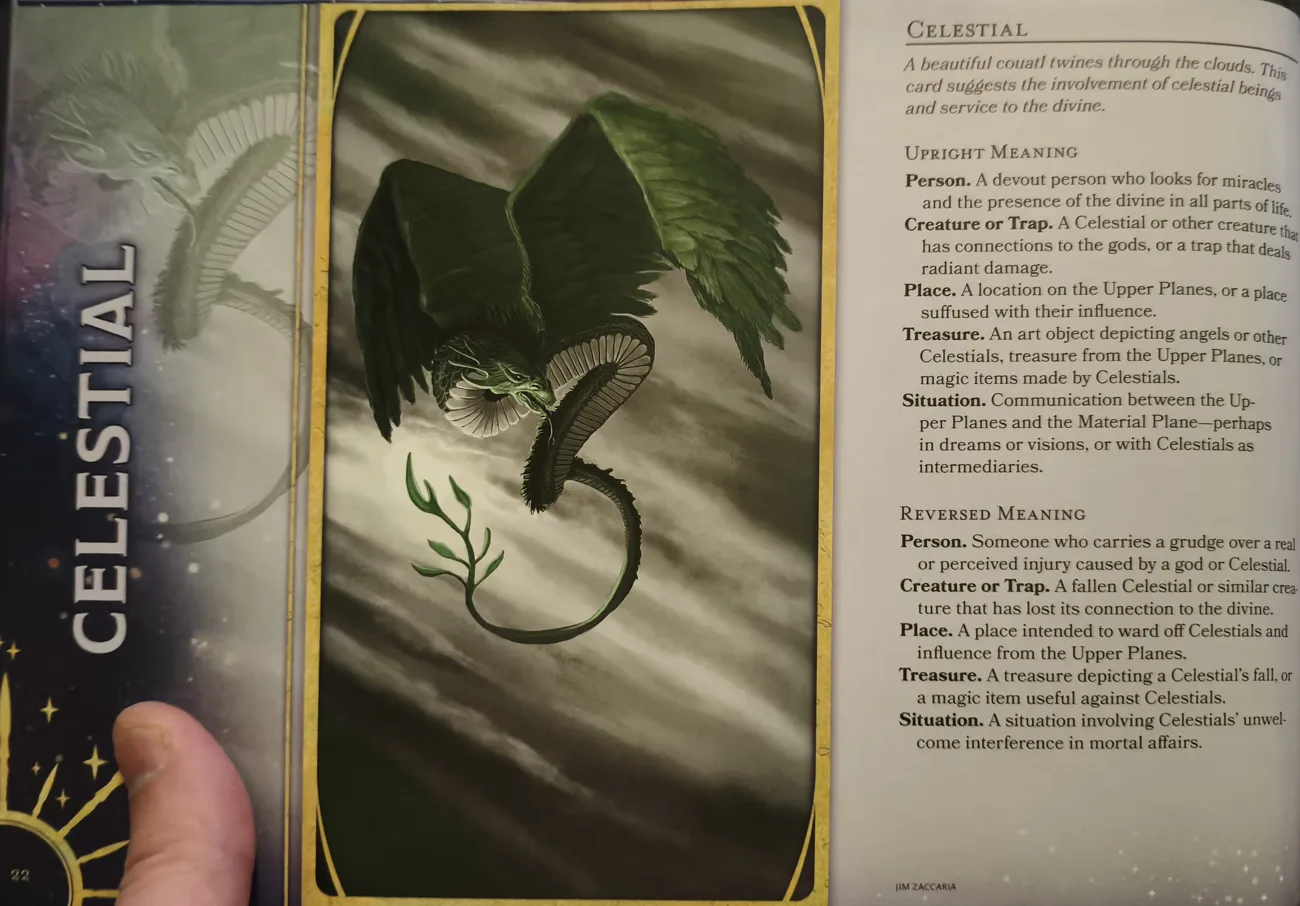 CELESTIAL
22
CELESTIAL
A beautiful couatl twines through the clouds. This
card suggests the involvement of celestial beings
and service to the divine.
UPRIGHT MEANING
Person. A devout person who looks for miracles
and the presence of the divine in all parts of life.
Creature or Trap. A Celestial or other creature that
has connections to the gods, or a trap that deals
radiant damage.
Place. A location on the Upper Planes, or a place
suffused with their influence.
Treasure. An art object depicting angels or other
Celestials, treasure from the Upper Planes, or
magic items made by Celestials.
Situation. Communication between the Up-
per Planes and the Material Plane—perhaps
in dreams or visions, or with Celestials as
intermediaries.
REVERSED MEANING
Person. Someone who carries a grudge over a real
or perceived injury caused by a god or Celestial.
Creature or Trap. A fallen Celestial or similar crea-
ture that has lost its connection to the divine.
Place. A place intended to ward off Celestials and
influence from the Upper Planes.
Treasure. A treasure depicting a Celestial's fall, or
a magic item useful against Celestials.
Situation. A situation involving Celestials' unwel-
come interference in mortal affairs.
JIM ZACCARIA